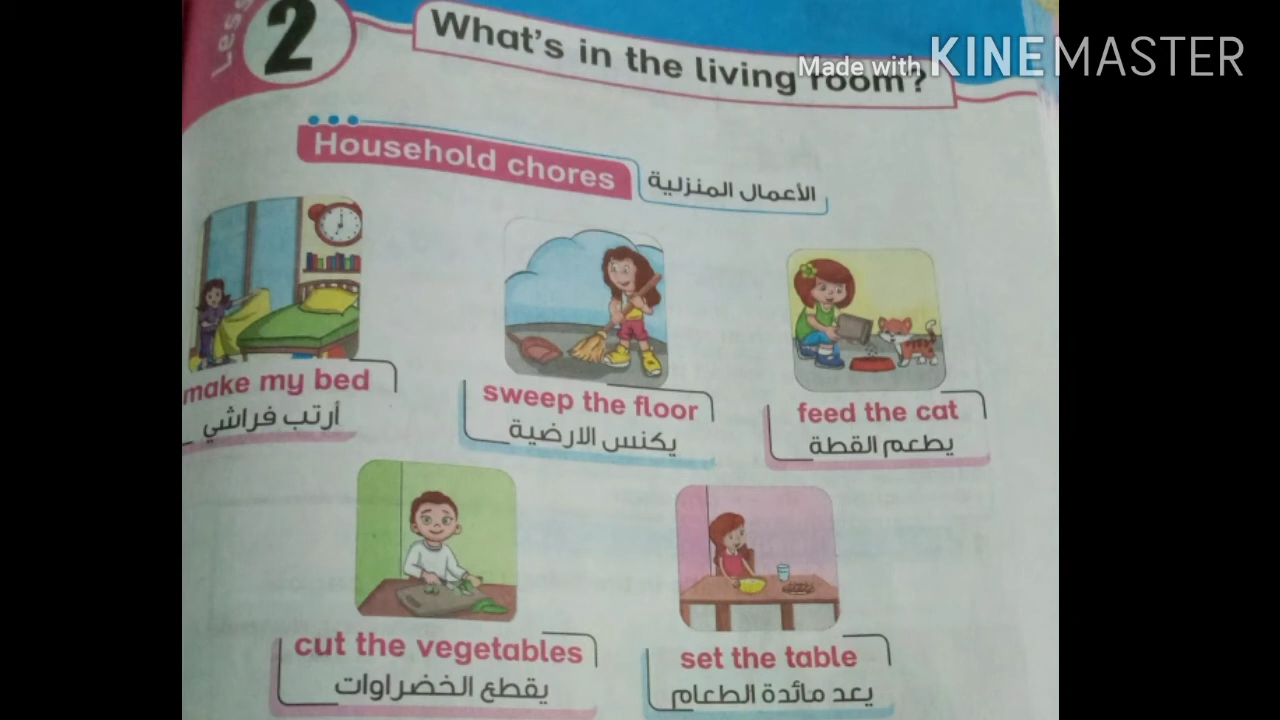 Less
2
What's in the living room?
Made with KINEMASTER
Household chores
الأعمال المنزلية
make my bed
أرتب فراشي
sweep the floor
يكنس الارضية
feed the cat
يطعم القطة
cut the vegetables
يقطع الخضراوات
set the table
يعد مائدة الطعام